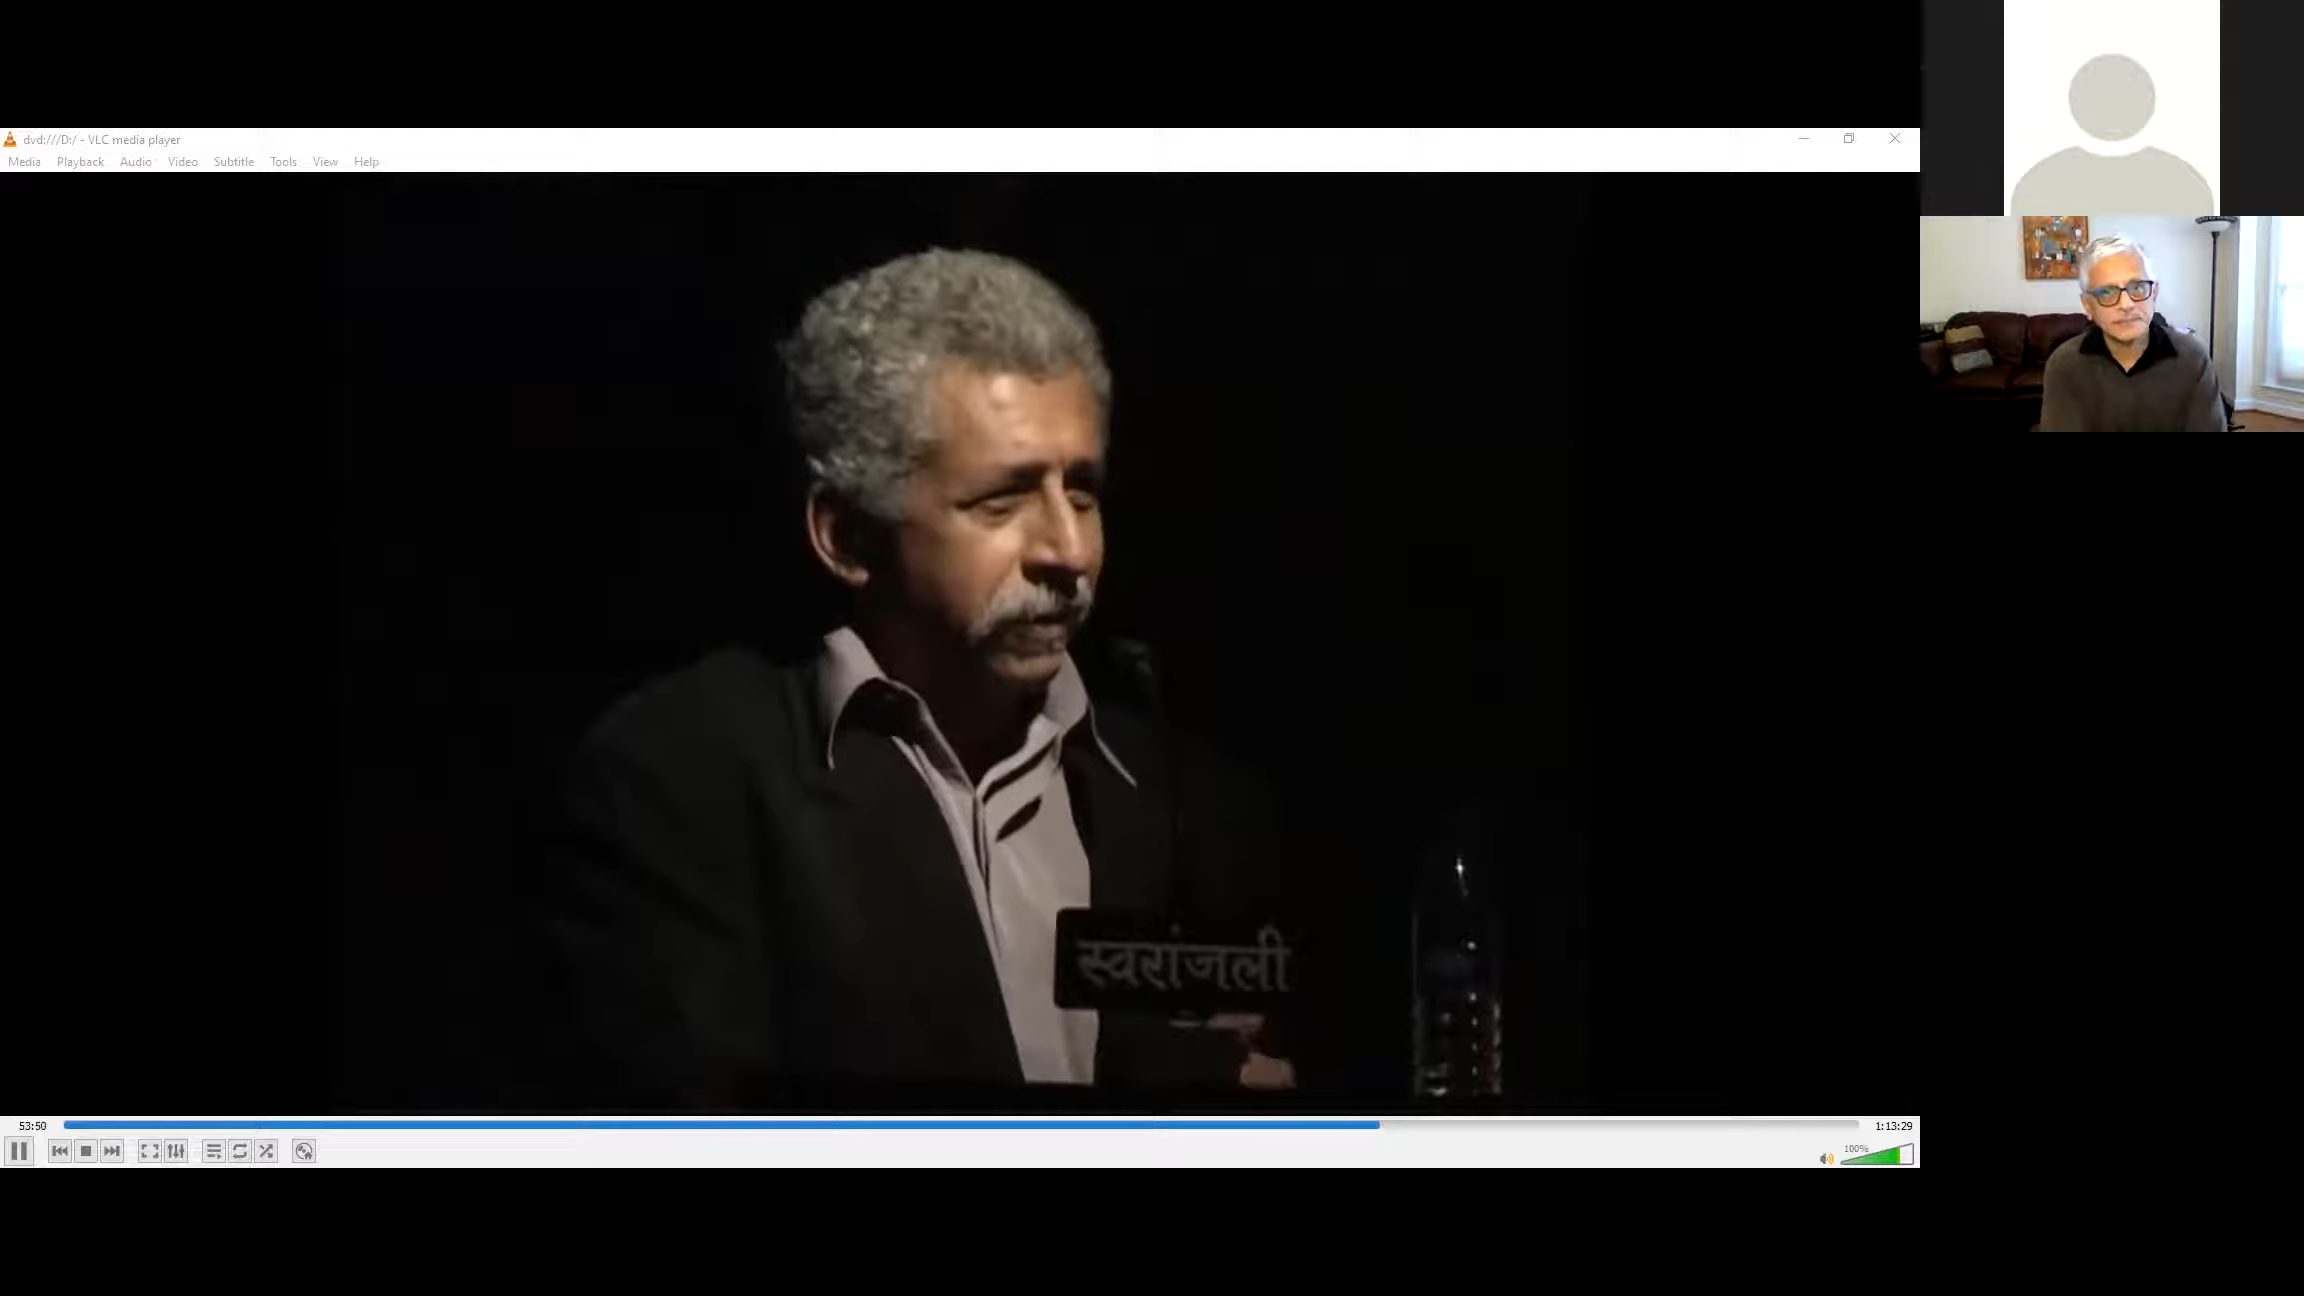 dvd:///D:/ - VLC media player
Media Playback Audio Video Subtitle Tools View Help
स्वरांजली
53:50
1:13:29
100%